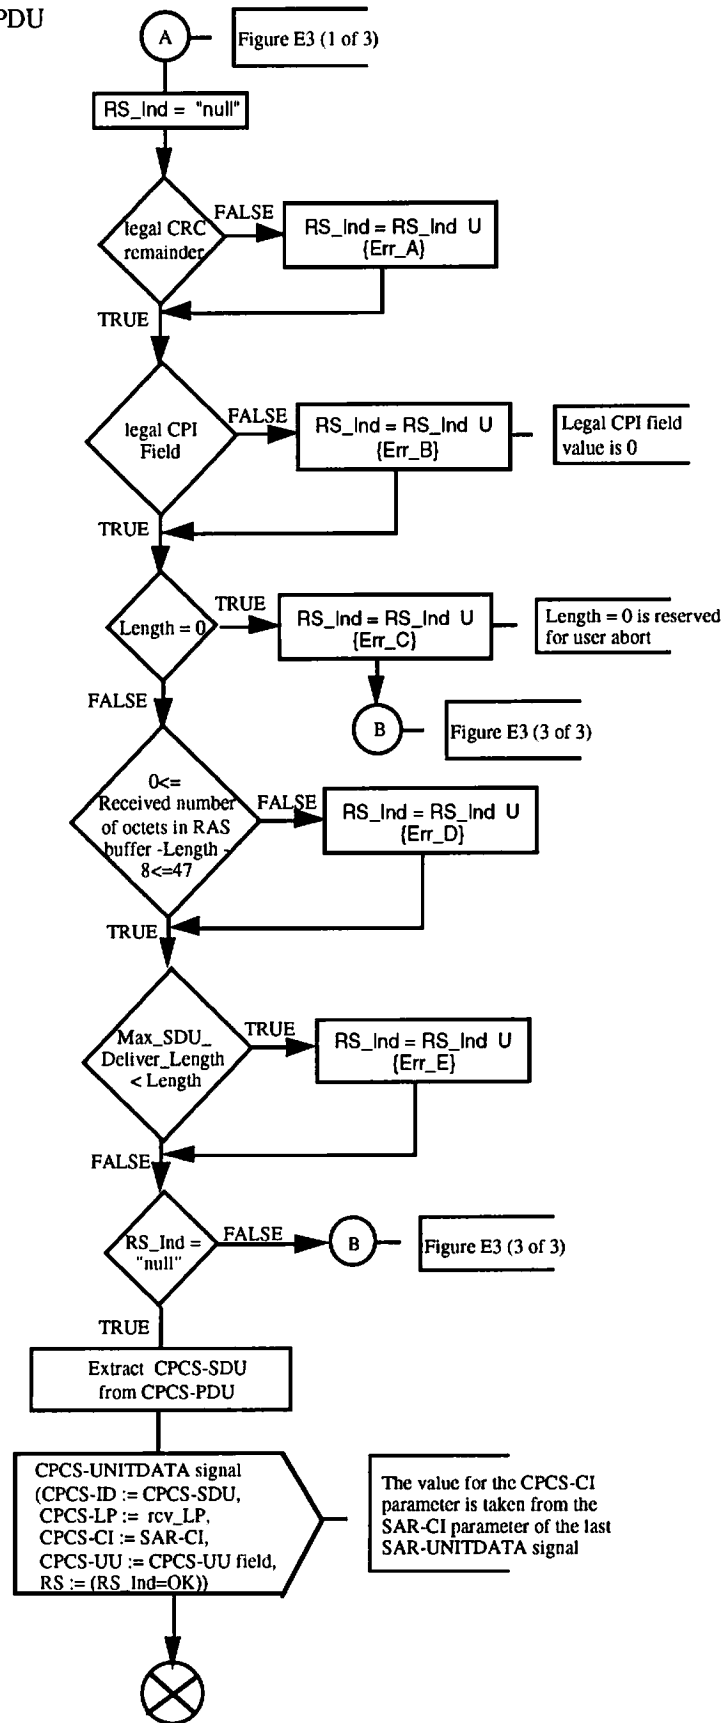 PDU
A
Figure E3 (1 of 3)
RS_Ind = "null"
legal CRC
remainder
FALSE
RS_Ind = RS_Ind U
{Err_A}
TRUE
legal CPI
Field
FALSE
RS_Ind = RS_Ind U
{Err_B}
Legal CPI field
value is 0
TRUE
Length = 0
TRUE
RS_Ind = RS_Ind U
{Err_C}
Length = 0 is reserved
for user abort
FALSE
B
Figure E3 (3 of 3)
0<=
Received number
of octets in RAS
buffer -Length -
8<=47
FALSE
RS_Ind = RS_Ind U
{Err_D}
TRUE
Max_SDU_
Deliver_Length
< Length
TRUE
RS_Ind = RS_Ind U
{Err_E}
FALSE
RS_Ind =
"null"
FALSE
B
Figure E3 (3 of 3)
TRUE
Extract CPCS-SDU
from CPCS-PDU
CPCS-UNITDATA signal
(CPCS-ID := CPCS-SDU,
CPCS-LP := rcv_LP,
CPCS-CI := SAR-CI,
CPCS-UU := CPCS-UU field,
RS := (RS_Ind=OK))
The value for the CPCS-CI
parameter is taken from the
SAR-CI parameter of the last
SAR-UNITDATA signal